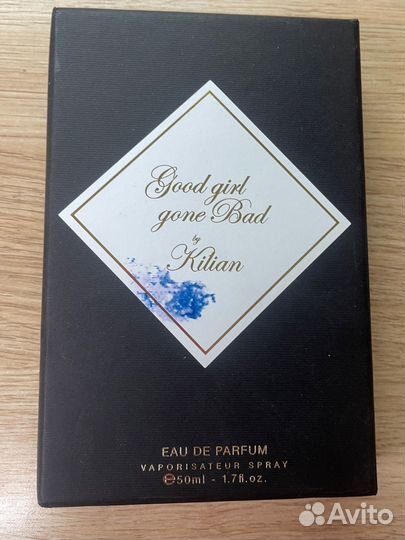 Good girl
gone Bad
by
Kilian
EAU DE PARFUM
VAPORISATEUR SPRAY
℮50ml - 1.7fl.oz.
Avito